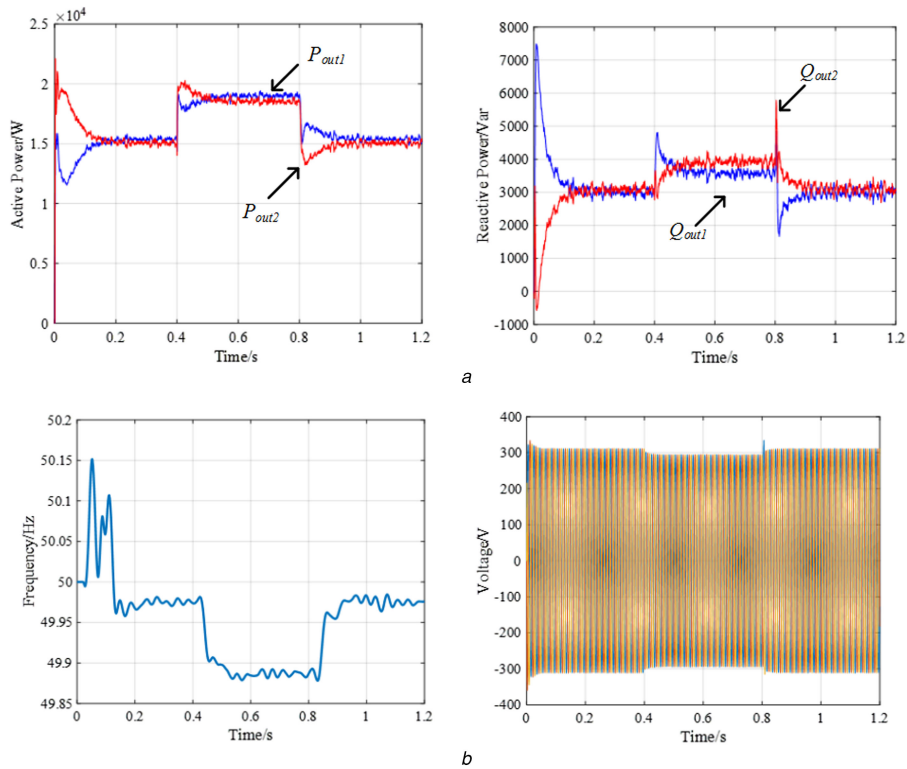 2.5 ×10⁴
2
1.5
1
0.5
0
Active Power/W
P_out1
P_out2
0 0.2 0.4 0.6 0.8 1 1.2
Time/s
8000
7000
6000
5000
4000
3000
2000
1000
0
-1000
Reactive Power/Var
Q_out2
Q_out1
0 0.2 0.4 0.6 0.8 1 1.2
Time/s
a
50.2
50.15
50.1
50.05
50
49.95
49.9
49.85
Frequency/Hz
0 0.2 0.4 0.6 0.8 1 1.2
Time/s
400
300
200
100
0
-100
-200
-300
-400
Voltage/V
0 0.2 0.4 0.6 0.8 1 1.2
Time/s
b